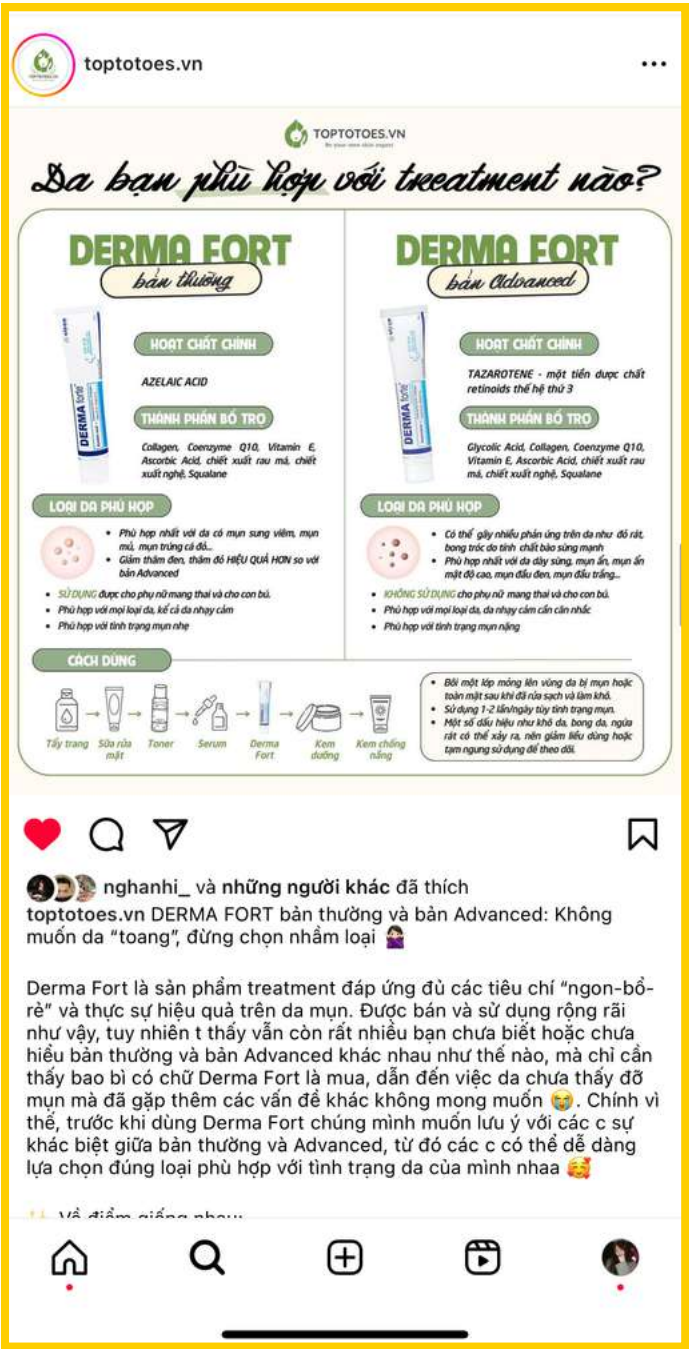 toptotoes.vn
TOPTOTOES.VN
Be your own skin expert
Da bạn phù hợp với treatment nào?
DERMA FORT
bản thường
HOẠT CHẤT CHÍNH
AZELAIC ACID
THÀNH PHẦN BỔ TRỢ
Collagen, Coenzyme Q10, Vitamin E,
Ascorbic Acid, chiết xuất rau má, chiết
xuất nghệ, Squalane
DERMA forte
LOẠI DA PHÙ HỢP
• Phù hợp nhất với da có mụn sưng viêm, mụn
mủ, mụn trứng cá đỏ...
• Giảm thâm đen, thâm đỏ HIỆU QUẢ HƠN so với
bản Advanced
• SỬ DỤNG được cho phụ nữ mang thai và cho con bú.
• Phù hợp với mọi loại da, kể cả da nhạy cảm
• Phù hợp với tình trạng mụn nhẹ
DERMA FORT
bản Advanced
HOẠT CHẤT CHÍNH
TAZAROTENE - một tiền dược chất
retinoids thế hệ thứ 3
THÀNH PHẦN BỔ TRỢ
Glycolic Acid, Collagen, Coenzyme Q10,
Vitamin E, Ascorbic Acid, chiết xuất rau
má, chiết xuất nghệ, Squalane
DERMA forte
LOẠI DA PHÙ HỢP
• Có thể gây nhiều phản ứng trên da như đỏ rát,
bong tróc do tính chất bào sừng mạnh
• Phù hợp nhất với da dày sừng, mụn ẩn, mụn ẩn
mật độ cao, mụn đầu đen, mụn đầu trắng...
• KHÔNG SỬ DỤNG cho phụ nữ mang thai và cho con bú.
• Phù hợp với mọi loại da, da nhạy cảm cần cân nhắc
• Phù hợp với tình trạng mụn nặng
CÁCH DÙNG
Tẩy trang
Sữa rửa
mặt
Toner
Serum
Derma
Fort
Kem
dưỡng
Kem chống
nắng
• Bôi một lớp mỏng lên vùng da bị mụn hoặc
toàn mặt sau khi đã rửa sạch và làm khô.
• Sử dụng 1-2 lần/ngày tùy tình trạng mụn.
• Một số dấu hiệu như khô da, bong da, ngứa
rát có thể xảy ra, nên giảm liều dùng hoặc
tạm ngưng sử dụng để theo dõi.
nghanhi_ và những người khác đã thích
toptotoes.vn DERMA FORT bản thường và bản Advanced: Không
muốn da “toang”, đừng chọn nhầm loại 🙅🏻‍♀️
Derma Fort là sản phẩm treatment đáp ứng đủ các tiêu chí “ngon-bổ-
rẻ” và thực sự hiệu quả trên da mụn. Được bán và sử dụng rộng rãi
như vậy, tuy nhiên t thấy vẫn còn rất nhiều bạn chưa biết hoặc chưa
hiểu bản thường và bản Advanced khác nhau như thế nào, mà chỉ cần
thấy bao bì có chữ Derma Fort là mua, dẫn đến việc da chưa thấy đỡ
mụn mà đã gặp thêm các vấn đề khác không mong muốn 😭. Chính vì
thế, trước khi dùng Derma Fort chúng mình muốn lưu ý với các c sự
khác biệt giữa bản thường và Advanced, từ đó các c có thể dễ dàng
lựa chọn đúng loại phù hợp với tình trạng da của mình nhaa 🥰
✨ Về điểm giống nhau: